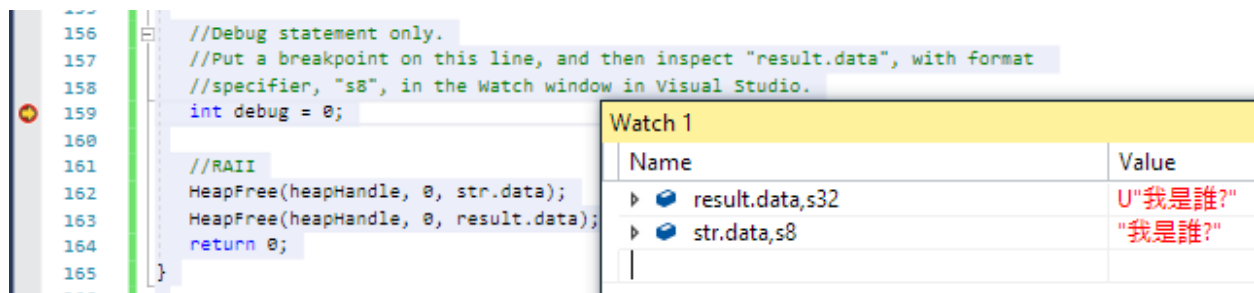 156 //Debug statement only.
157 //Put a breakpoint on this line, and then inspect "result.data", with format
158 //specifier, "s8", in the Watch window in Visual Studio.
159 int debug = 0;
160
161 //RAII
162 HeapFree(heapHandle, 0, str.data);
163 HeapFree(heapHandle, 0, result.data);
164 return 0;
165 }
Watch 1
Name Value
result.data,s32 U"我是誰?"
str.data,s8 "我是誰?"